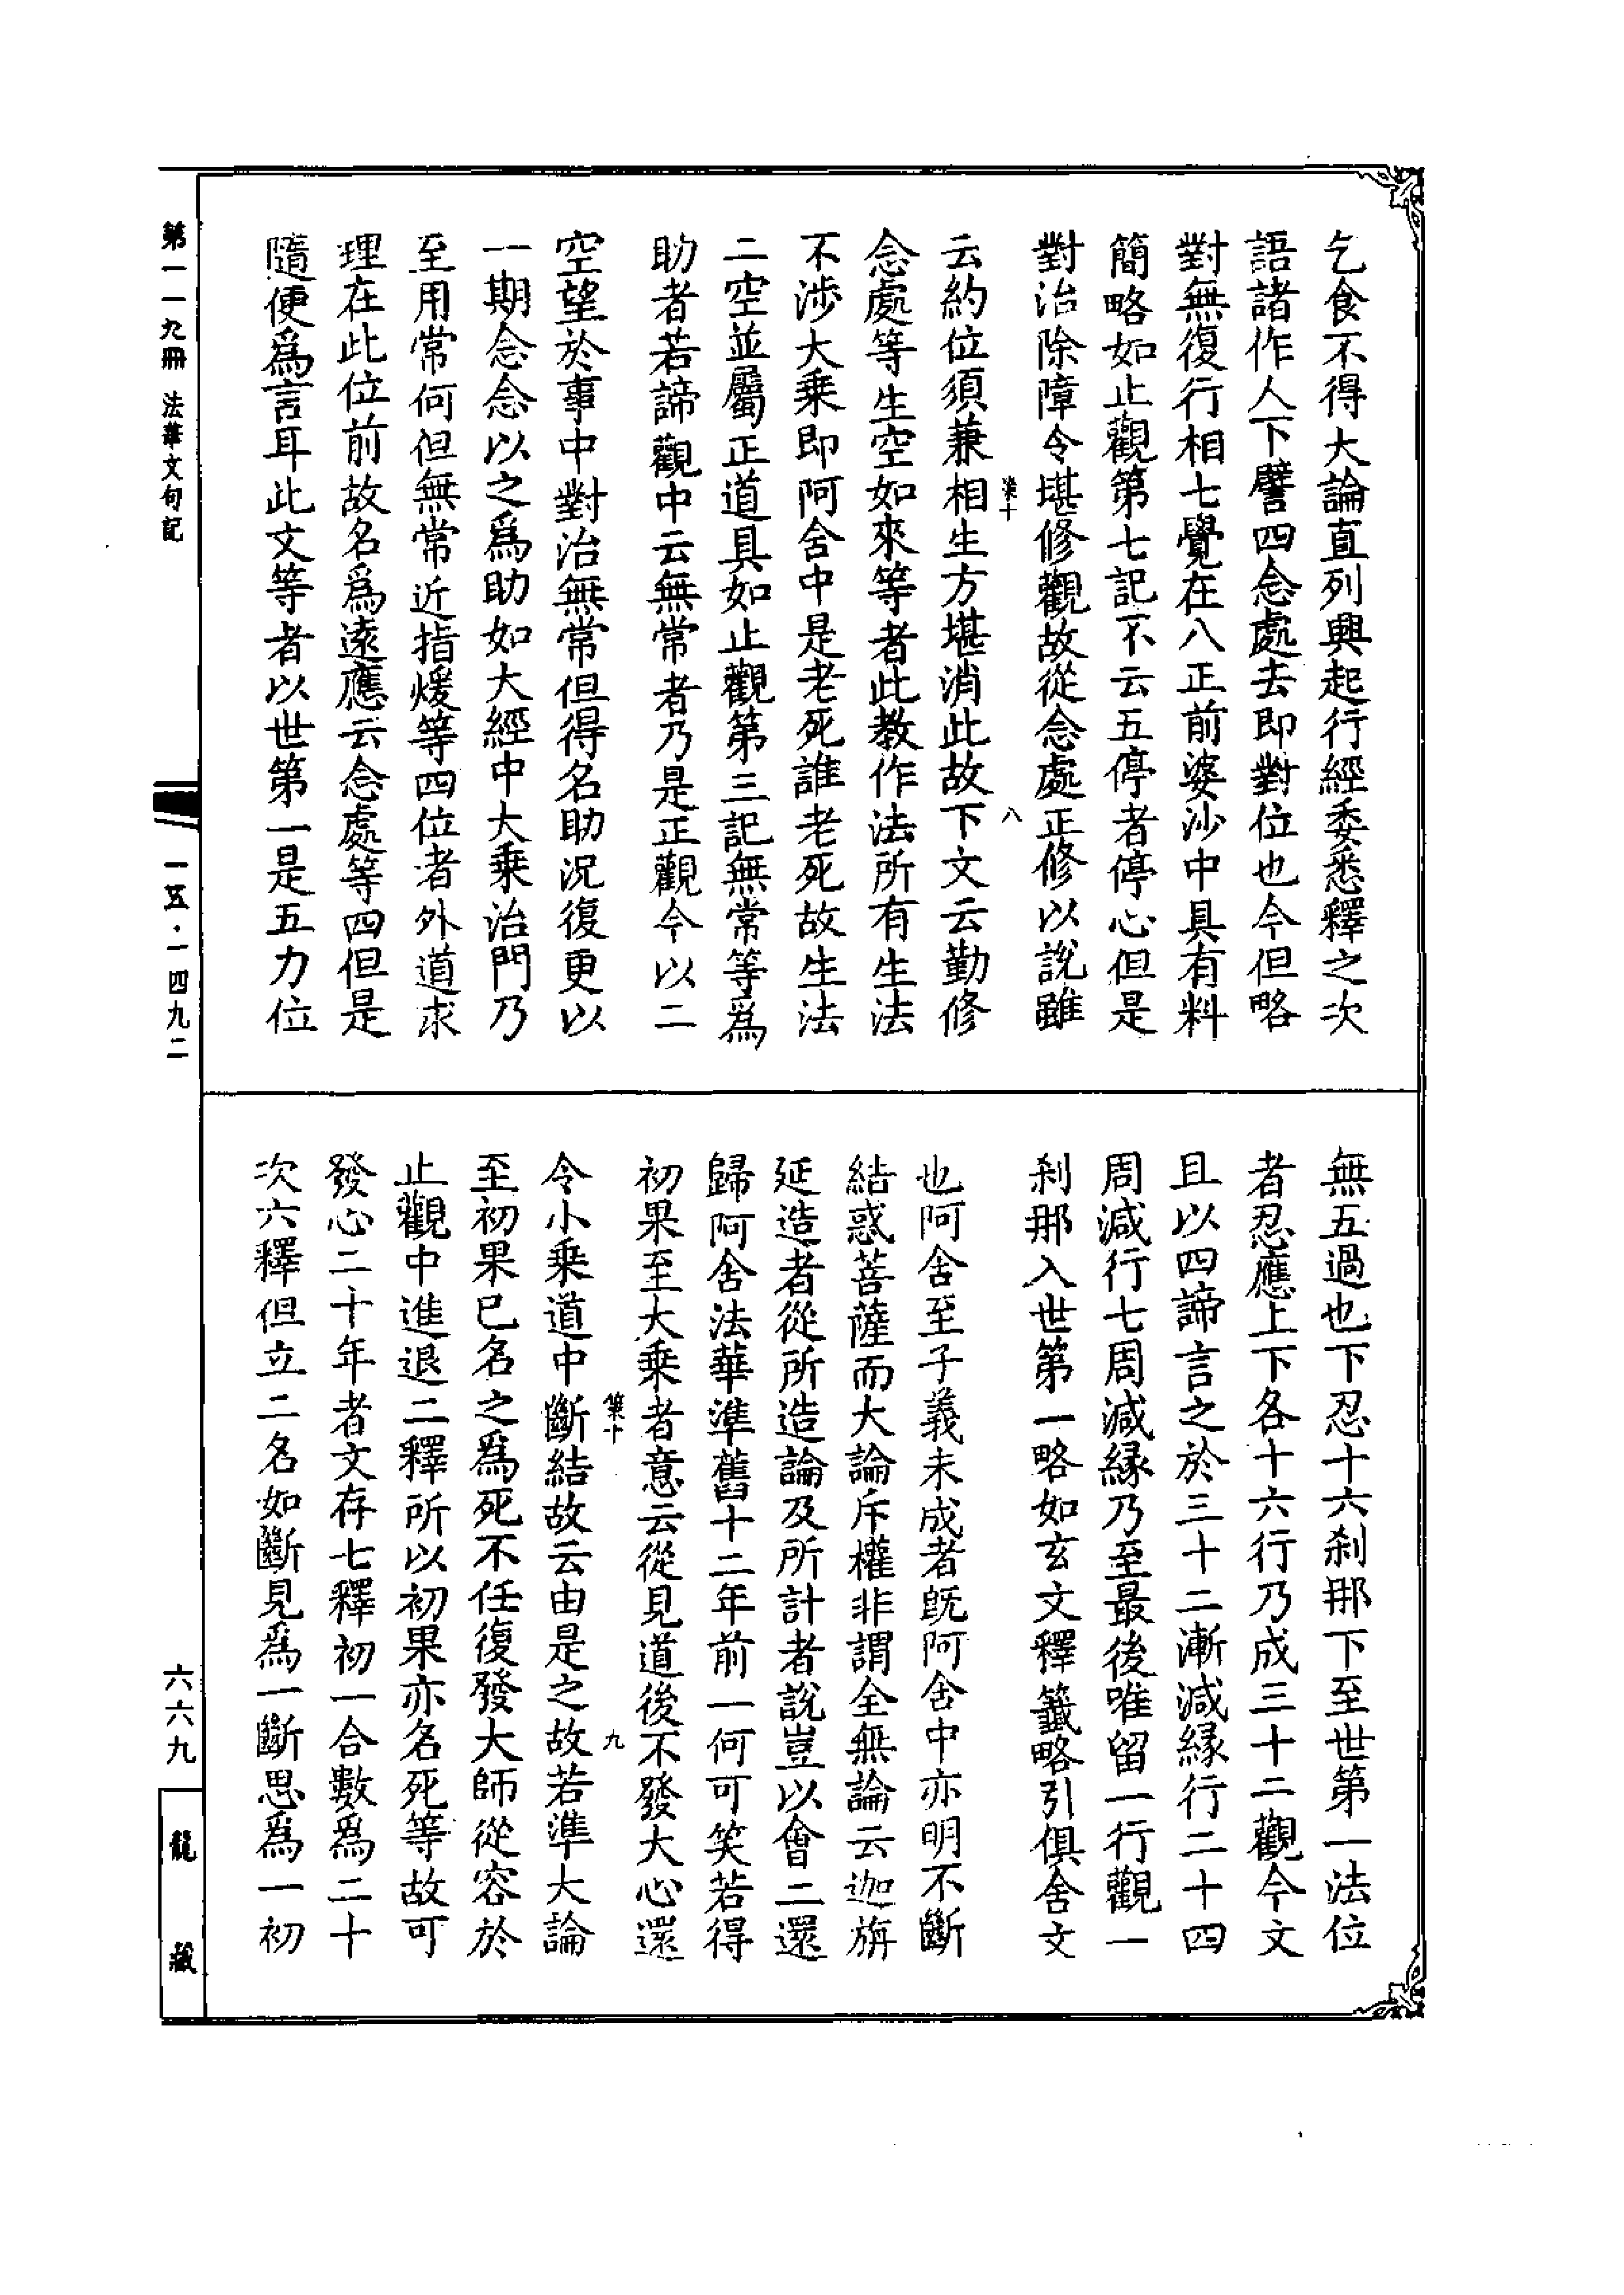 乞食不得大論直列興起行經委悉釋之次
語諸作人下譬四念處去即對位也今但略
對無復行相七覺在八正前婆沙中具有料
簡略如止觀第七記不云五停者停心但是
對治除障令堪修觀故從念處正修以說雖
八
云約位須兼相生方堪消此故下文云勤修
念處等生空如來等者此教作法所有生法
不涉大乘即阿含中是老死誰老死故生法
二空並屬正道具如止觀第三記無常等爲
助者若諦觀中云無常者乃是正觀今以二
空望於事中對治無常但得名助況復更以
一期念念以之爲助如大經中大乘治門乃
至用常何但無常近指煖等四位者外道求
理在此位前故名爲遠應云念處等四但是
隨便爲言耳此文等者以世第一是五力位
無五過也下忍十六剎那下至世第一法位
者忍應上下各十六行乃成三十二觀今文
且以四諦言之於三十二漸減緣行二十四
周減行七周減緣乃至最後唯留一行觀一
剎那入世第一略如玄文釋籤略引俱舍文
也阿含至子義未成者既阿含中亦明不斷
結惑菩薩而大論斥權非謂全無論云迦旃
延造者從所造論及所計者說豈以會二還
歸阿含法華準舊十二年前一何可笑若得
初果至大乘者意云從見道後不發大心還
九
令小乘道中斷結故云由是之故若準大論
至初果已名之爲死不任復發大師從容於
止觀中進退二釋所以初果亦名死等故可
發心二十年者文存七釋初一合數爲二十
次六釋但立二名如斷見爲一斷思爲一初
第一一九冊 法華文句記
一五·一四九二
六六九
龍藏